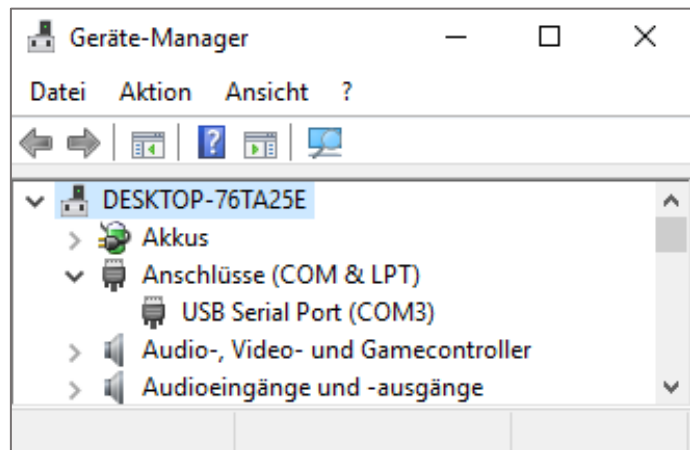 Geräte-Manager
Datei Aktion Ansicht ?
DESKTOP-76TA25E
Akkus
Anschlüsse (COM & LPT)
USB Serial Port (COM3)
Audio-, Video- und Gamecontroller
Audioeingänge und -ausgänge